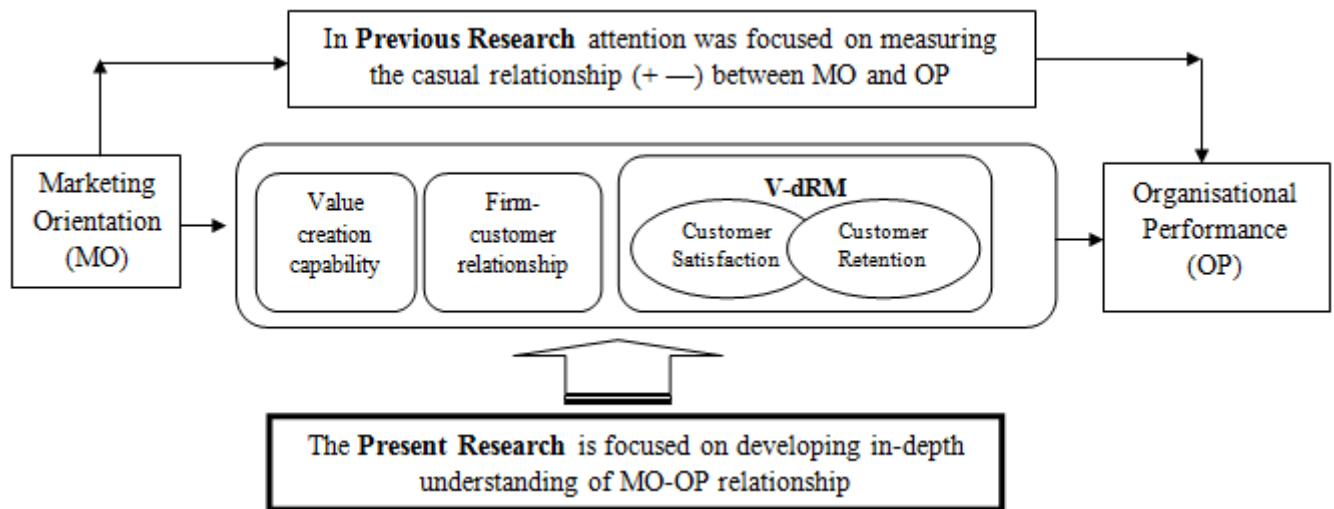 In Previous Research attention was focused on measuring
the casual relationship (+ —) between MO and OP
Marketing
Orientation
(MO)
Value
creation
capability
Firm-
customer
relationship
V-dRM
Customer
Satisfaction
Customer
Retention
Organisational
Performance
(OP)
The Present Research is focused on developing in-depth
understanding of MO-OP relationship